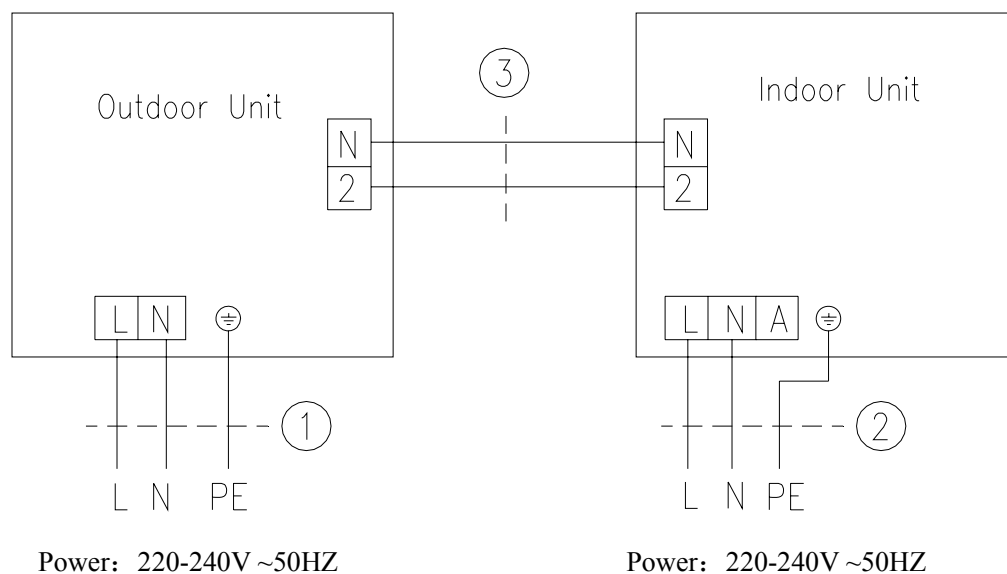 Outdoor Unit
N
2
L N
L N PE
1
Power：220-240V ~50HZ
3
Indoor Unit
N
2
L N A
L N PE
2
Power：220-240V ~50HZ